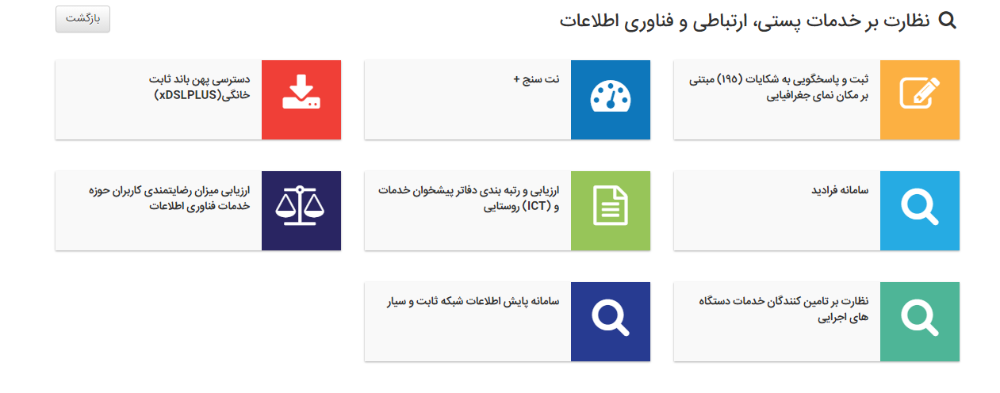 نظارت بر خدمات پستی، ارتباطی و فناوری اطلاعات
بازگشت
ثبت و پاسخگویی به شکایات (۱۹۵) مبتنی
بر مکان نمای جغرافیایی
نت سنج +
دسترسی پهن باند ثابت
خانگی(xDSLPLUS)
سامانه فرادید
ارزیابی و رتبه بندی دفاتر پیشخوان خدمات
و (ICT) روستایی
ارزیابی میزان رضایتمندی کاربران حوزه
خدمات فناوری اطلاعات
نظارت بر تامین کنندگان خدمات دستگاه
های اجرایی
سامانه پایش اطلاعات شبکه ثابت و سیار